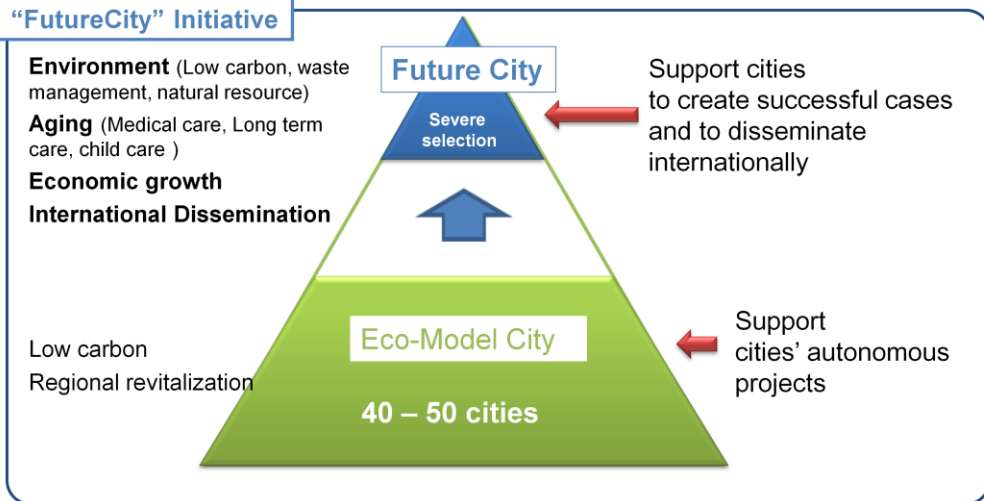 “FutureCity” Initiative
Environment (Low carbon, waste
management, natural resource)
Aging (Medical care, Long term
care, child care )
Economic growth
International Dissemination
Future City
Severe
selection
Support cities
to create successful cases
and to disseminate
internationally
Low carbon
Regional revitalization
Eco-Model City
40 – 50 cities
Support
cities’ autonomous
projects